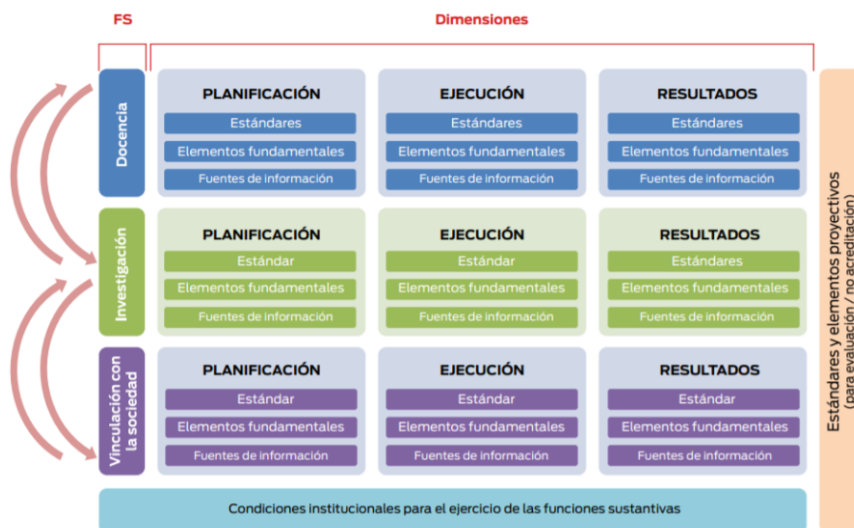 FS
Dimensiones
Docencia
PLANIFICACIÓN
Estándares
Elementos fundamentales
Fuentes de información
EJECUCIÓN
Estándares
Elementos fundamentales
Fuentes de información
RESULTADOS
Estándares
Elementos fundamentales
Fuentes de información
Investigación
PLANIFICACIÓN
Estándar
Elementos fundamentales
Fuentes de información
EJECUCIÓN
Estándar
Elementos fundamentales
Fuentes de información
RESULTADOS
Estándares
Elementos fundamentales
Fuentes de información
Vinculación con
la sociedad
PLANIFICACIÓN
Estándar
Elementos fundamentales
Fuentes de información
EJECUCIÓN
Estándar
Elementos fundamentales
Fuentes de información
RESULTADOS
Estándar
Elementos fundamentales
Fuentes de información
Condiciones institucionales para el ejercicio de las funciones sustantivas
Estándares y elementos proyectivos
(para evaluación / no acreditación)